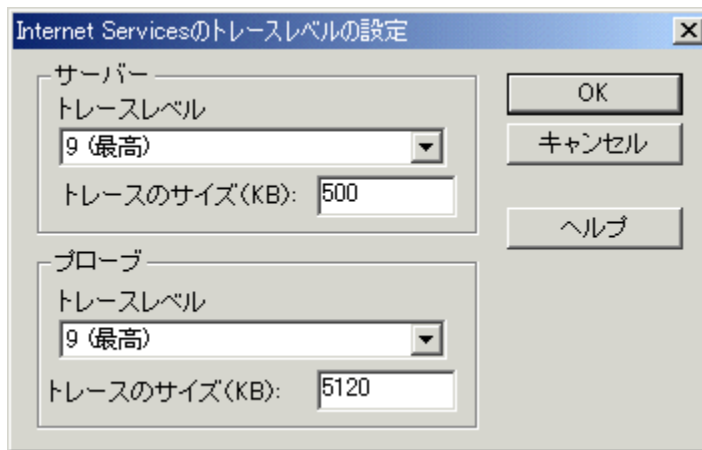 Internet Servicesのトレースレベルの設定
サーバー
トレースレベル
9 (最高)
トレースのサイズ(KB): 500
OK
キャンセル
ヘルプ
プローブ
トレースレベル
9 (最高)
トレースのサイズ(KB): 5120